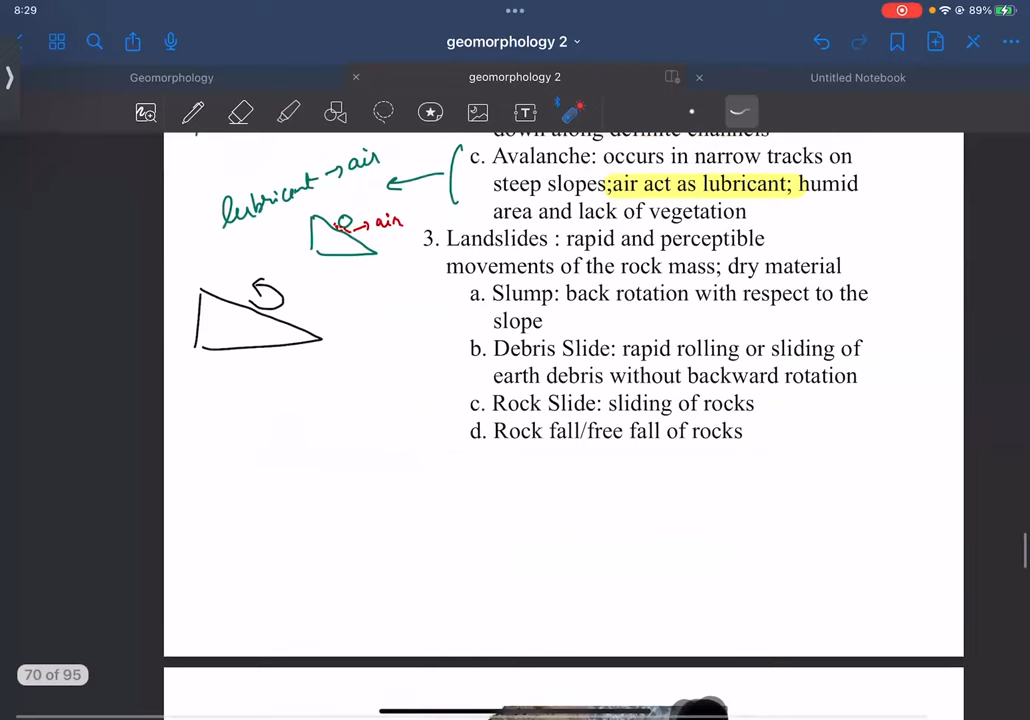 8:29
89%
geomorphology 2
Geomorphology
geomorphology 2
Untitled Notebook
down along definite channels
c. Avalanche: occurs in narrow tracks on
steep slopes;air act as lubricant; humid
area and lack of vegetation
lubricant → air
→ air
3. Landslides : rapid and perceptible
movements of the rock mass; dry material
a. Slump: back rotation with respect to the
slope
b. Debris Slide: rapid rolling or sliding of
earth debris without backward rotation
c. Rock Slide: sliding of rocks
d. Rock fall/free fall of rocks
70 of 95